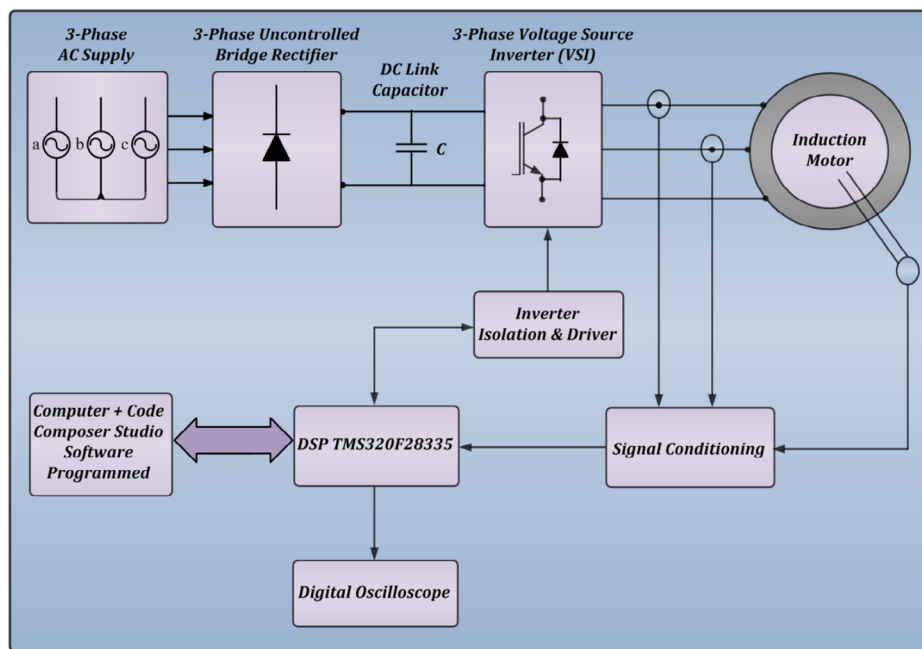 3-Phase
AC Supply
3-Phase Uncontrolled
Bridge Rectifier
DC Link
Capacitor
3-Phase Voltage Source
Inverter (VSI)
a
b
c
C
Induction
Motor
Inverter
Isolation & Driver
Computer + Code
Composer Studio
Software
Programmed
DSP TMS320F28335
Signal Conditioning
Digital Oscilloscope